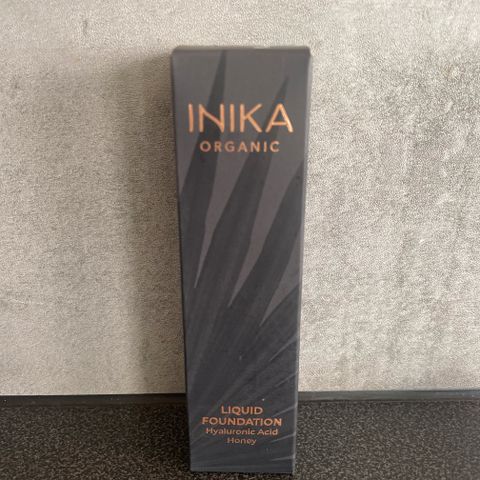 INIKA
ORGANIC
LIQUID
FOUNDATION
Hyaluronic Acid
Honey